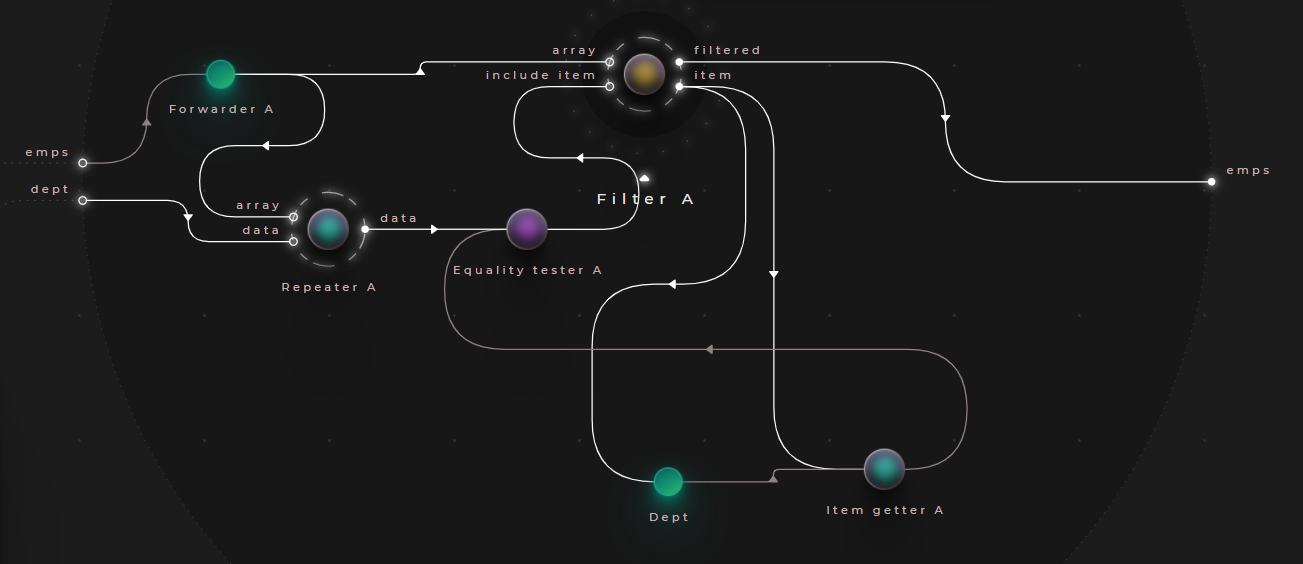 array
filtered
include item
item
Forwarder A
emps
emps
dept
Filter A
array
data
data
Equality tester A
Repeater A
Item getter A
Dept